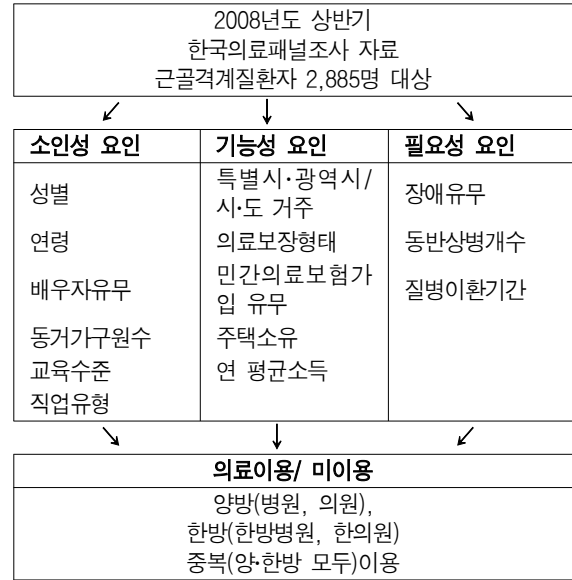 2008년도 상반기
한국의료패널조사 자료
근골격계질환자 2,885명 대상
소인성 요인
성별
연령
배우자유무
동거가구원수
교육수준
직업유형
기능성 요인
특별시·광역시/
시·도 거주
의료보장형태
민간의료보험가
입 유무
주택소유
연 평균소득
필요성 요인
장애유무
동반상병개수
질병이환기간
의료이용/ 미이용
양방(병원, 의원),
한방(한방병원, 한의원)
중복(양·한방 모두)이용